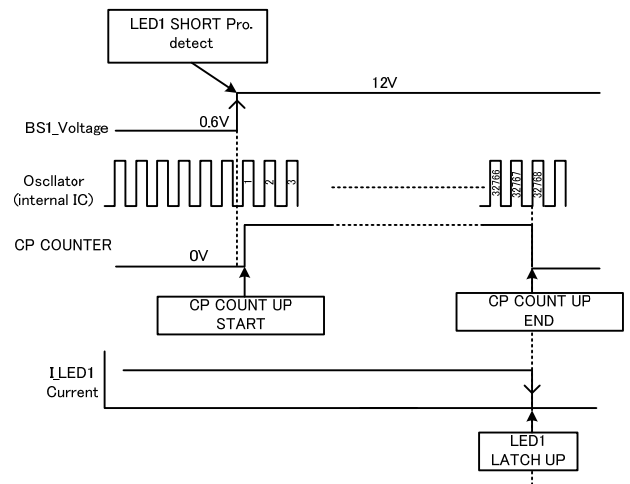 LED1 SHORT Pro.
detect
12V
0.6V
BS1_Voltage
Oscllator
(internal IC)
1
2
3
32766
32767
32768
CP COUNTER
0V
CP COUNT UP
START
CP COUNT UP
END
I_LED1
Current
LED1
LATCH UP